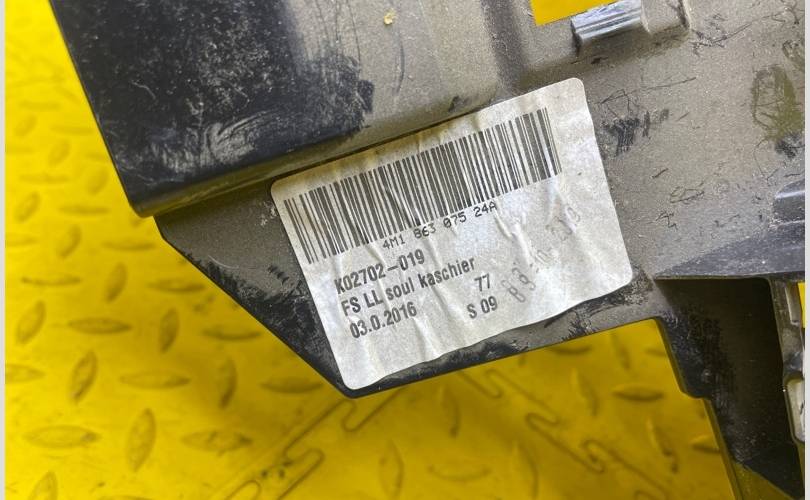 4M1 863 075 24A
K02702-019
FS LL soul kaschier
77
03.0.2016
S 09